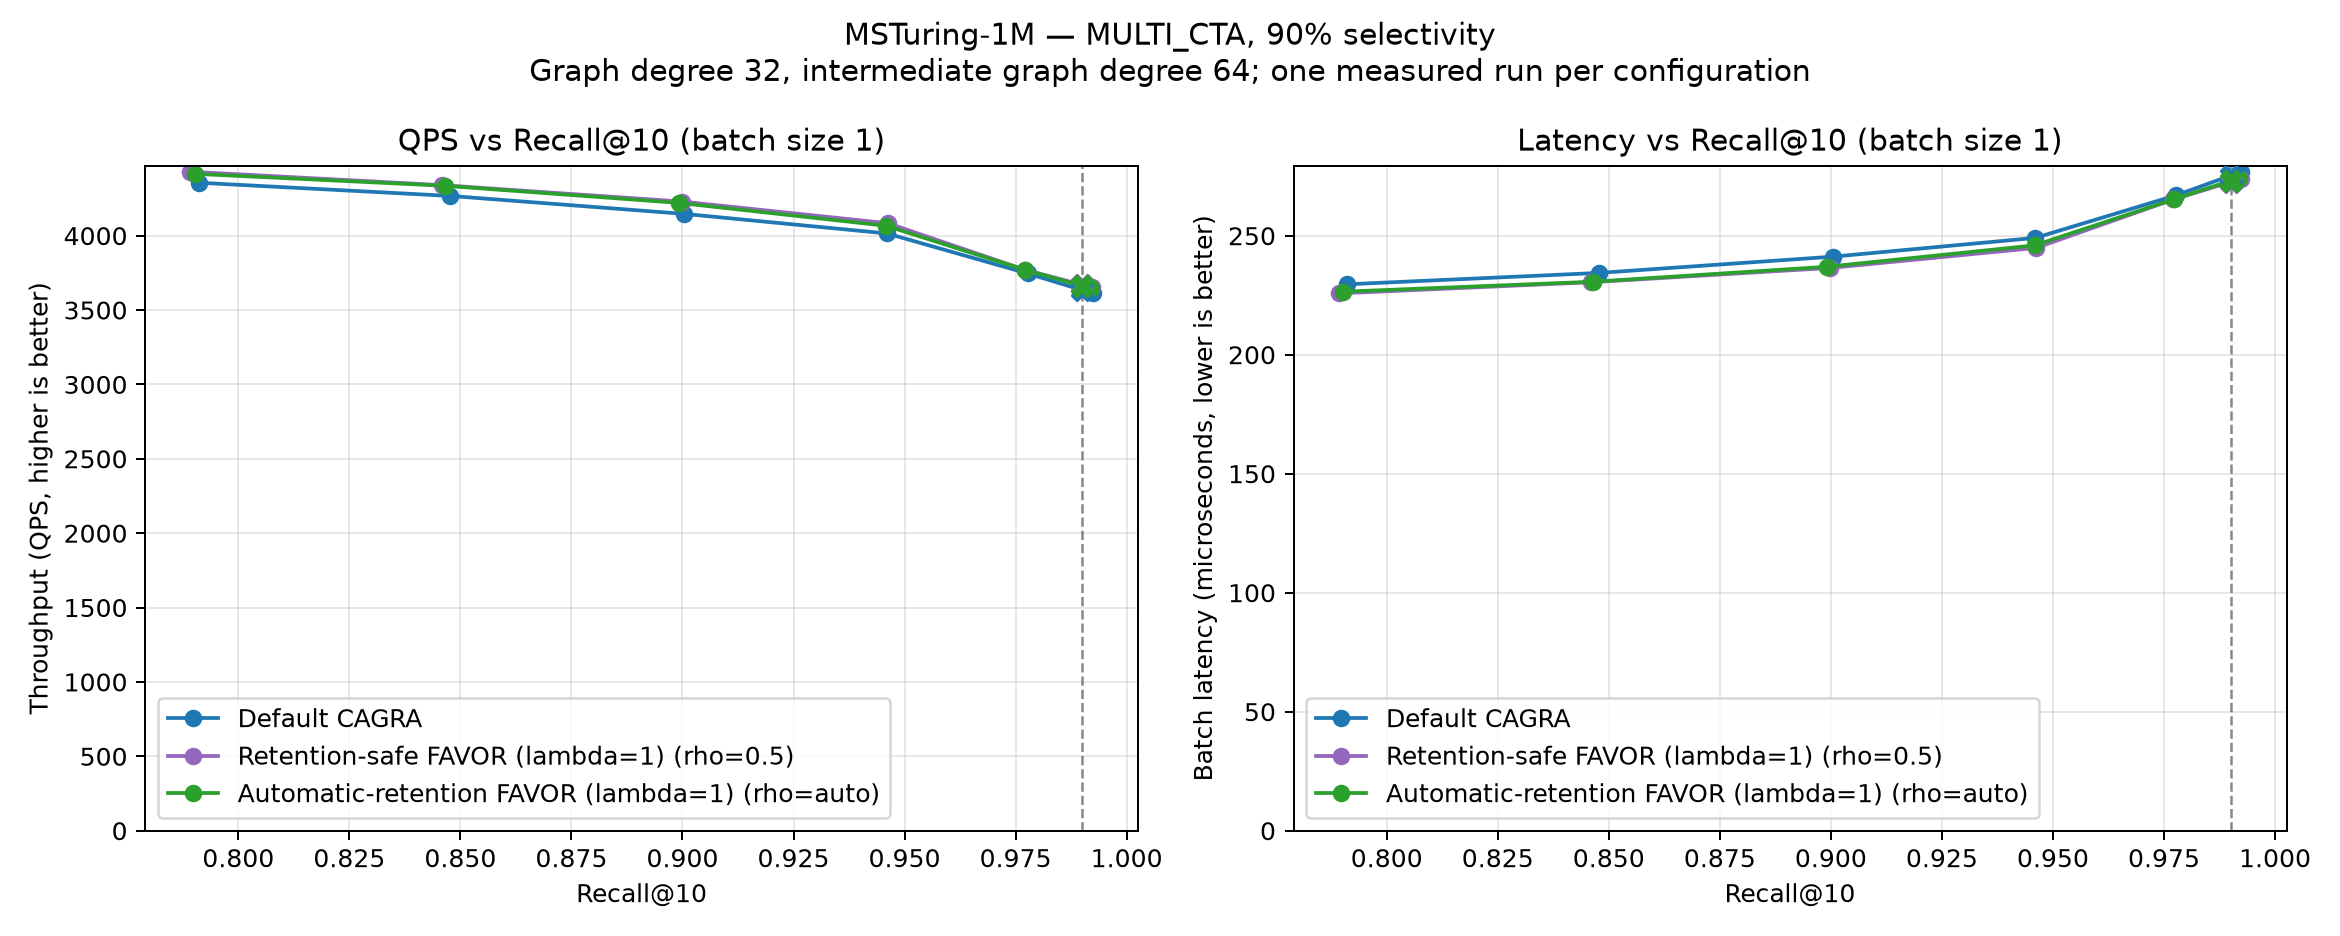 MSTuring-1M — MULTI_CTA, 90% selectivity
Graph degree 32, intermediate graph degree 64; one measured run per configuration
QPS vs Recall@10 (batch size 1)
Throughput (QPS, higher is better)
4000
3500
3000
2500
2000
1500
1000
500
0
Default CAGRA
Retention-safe FAVOR (lambda=1) (rho=0.5)
Automatic-retention FAVOR (lambda=1) (rho=auto)
0.800 0.825 0.850 0.875 0.900 0.925 0.950 0.975 1.000
Recall@10
Latency vs Recall@10 (batch size 1)
Batch latency (microseconds, lower is better)
250
200
150
100
50
0
Default CAGRA
Retention-safe FAVOR (lambda=1) (rho=0.5)
Automatic-retention FAVOR (lambda=1) (rho=auto)
0.800 0.825 0.850 0.875 0.900 0.925 0.950 0.975 1.000
Recall@10